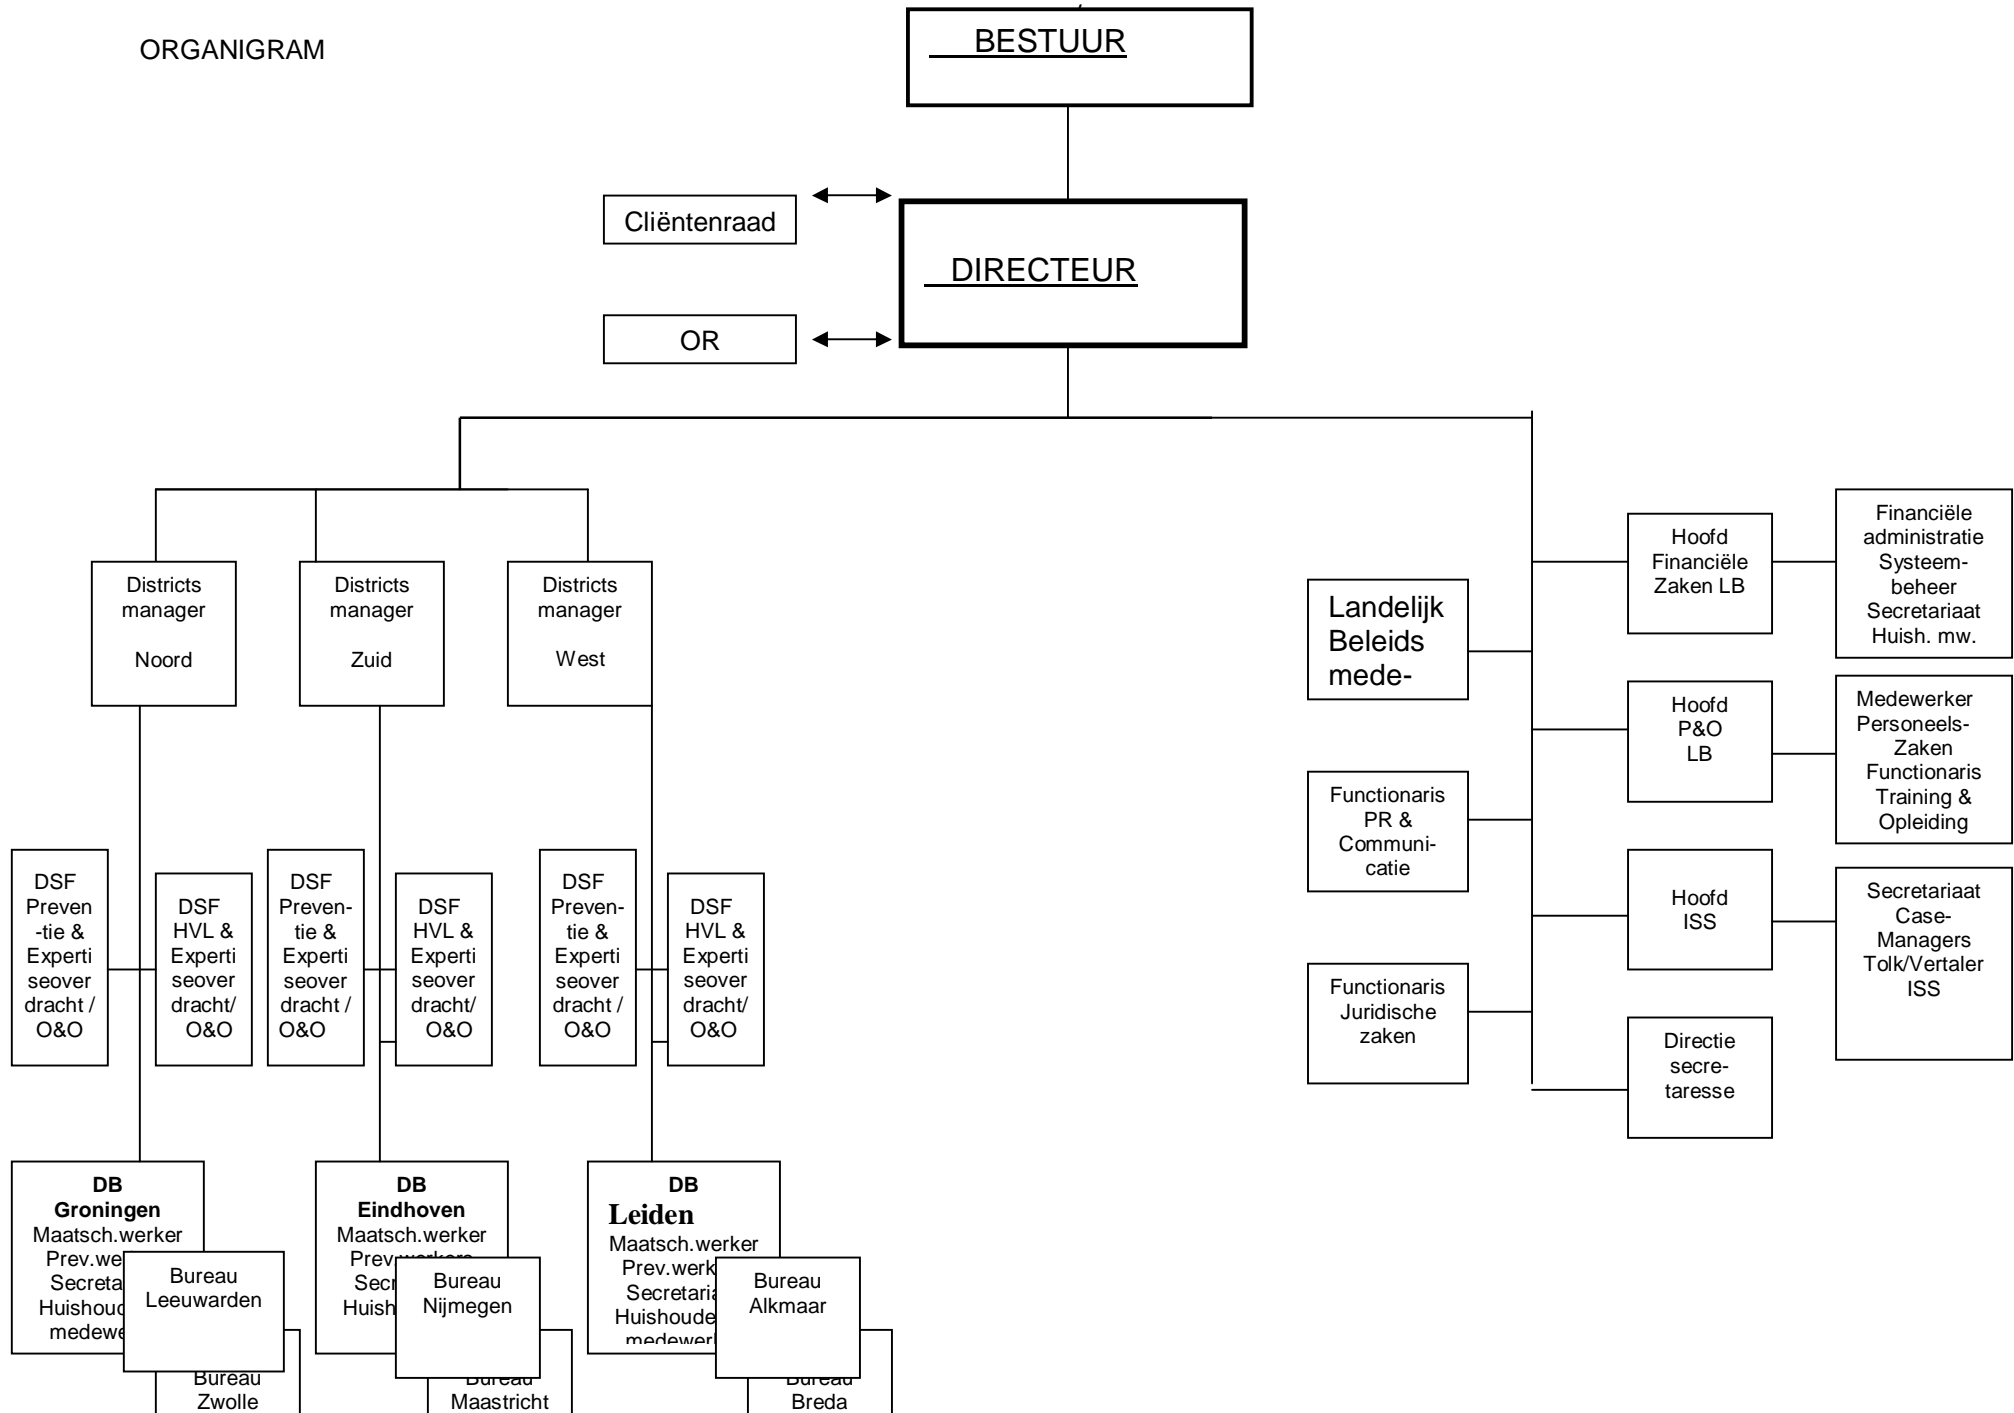 ORGANIGRAM
BESTUUR
Cliëntenraad
DIRECTEUR
OR
Districts
manager
Noord
Districts
manager
Zuid
Districts
manager
West
Landelijk
Beleids
mede-
Functionaris
PR &
Communi-
catie
Functionaris
Juridische
zaken
Hoofd
Financiële
Zaken LB
Financiële
administratie
Systeem-
beheer
Secretariaat
Huish. mw.
Hoofd
P&O
LB
Medewerker
Personeels-
Zaken
Functionaris
Training &
Opleiding
Hoofd
ISS
Secretariaat
Case-
Managers
Tolk/Vertaler
ISS
Directie
secre-
taresse
DSF
Preven
-tie &
Experti
seover
dracht /
O&O
DSF
HVL &
Experti
seover
dracht/
O&O
DSF
Preven-
tie &
Experti
seover
dracht /
O&O
DSF
HVL &
Experti
seover
dracht/
O&O
DSF
Preven-
tie &
Experti
seover
dracht /
O&O
DSF
HVL &
Experti
seover
dracht/
O&O
DB
Groningen
Maatsch.werker
Bureau
Leeuwarden
Bureau
Zwolle
DB
Eindhoven
Maatsch.werker
Prev.werkers
Bureau
Nijmegen
Bureau
Maastricht
DB
Leiden
Maatsch.werker
Bureau
Alkmaar
Bureau
Breda